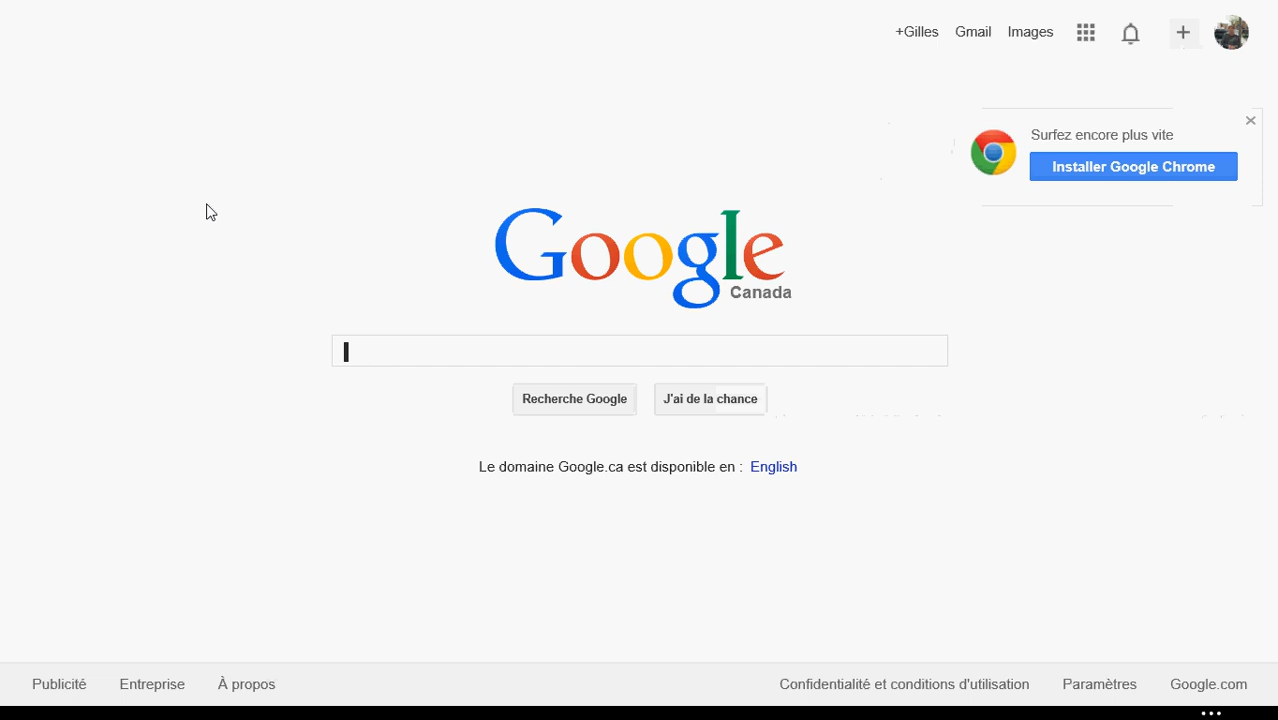 +Gilles Gmail Images
Surfez encore plus vite
Installer Google Chrome
Google
Canada
Recherche Google J'ai de la chance
Le domaine Google.ca est disponible en : English
Publicité Entreprise À propos Confidentialité et conditions d'utilisation Paramètres Google.com